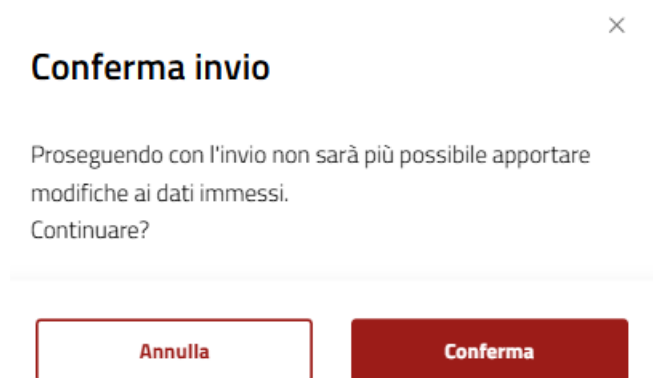 Conferma invio
Proseguendo con l'invio non sarà più possibile apportare
modifiche ai dati immessi.
Continuare?
Annulla
Conferma